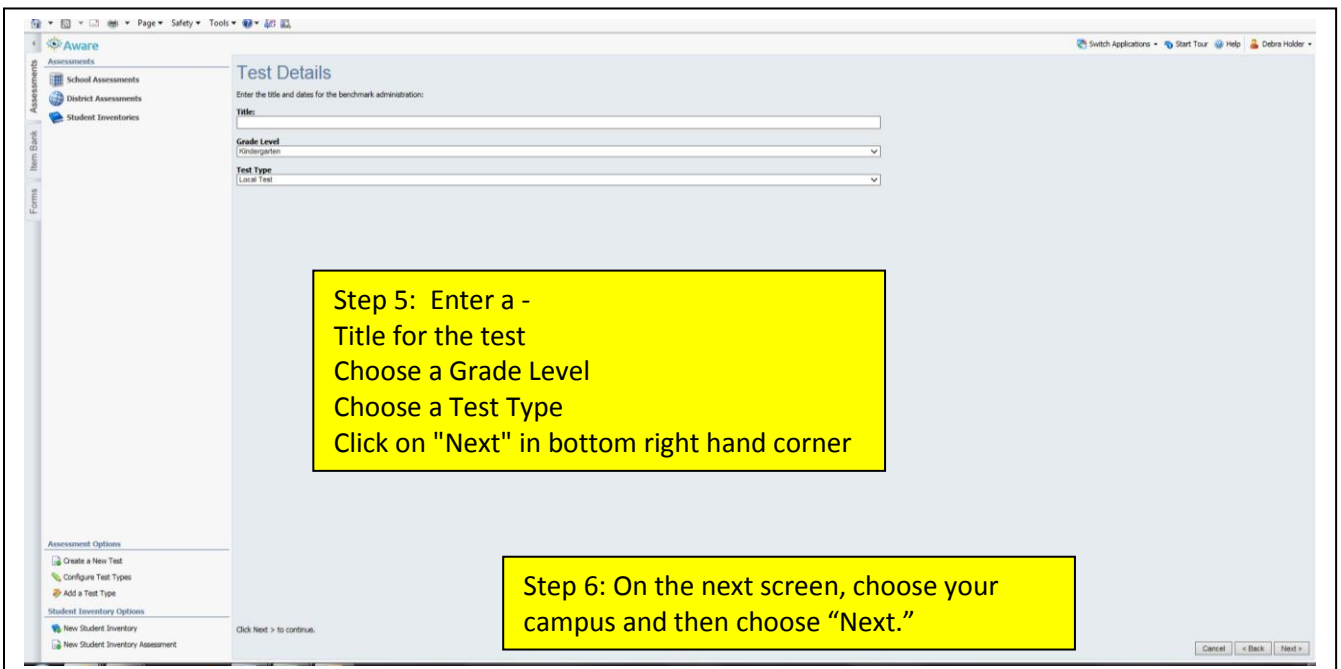 Page Safety Tools
Aware
Switch Applications Start Tour Help Debra Holder
Assessments
Item Bank
Forms
Assessments
School Assessments
District Assessments
Student Inventories
Test Details
Enter the title and dates for the benchmark administration:
Title:
Grade Level
Kindergarten
Test Type
Local Test
Step 5: Enter a -
Title for the test
Choose a Grade Level
Choose a Test Type
Click on "Next" in bottom right hand corner
Assessment Options
Create a New Test
Configure Test Types
Add a Test Type
Student Inventory Options
New Student Inventory
New Student Inventory Assessment
Step 6: On the next screen, choose your
campus and then choose “Next.”
Click Next > to continue.
Cancel < Back Next >